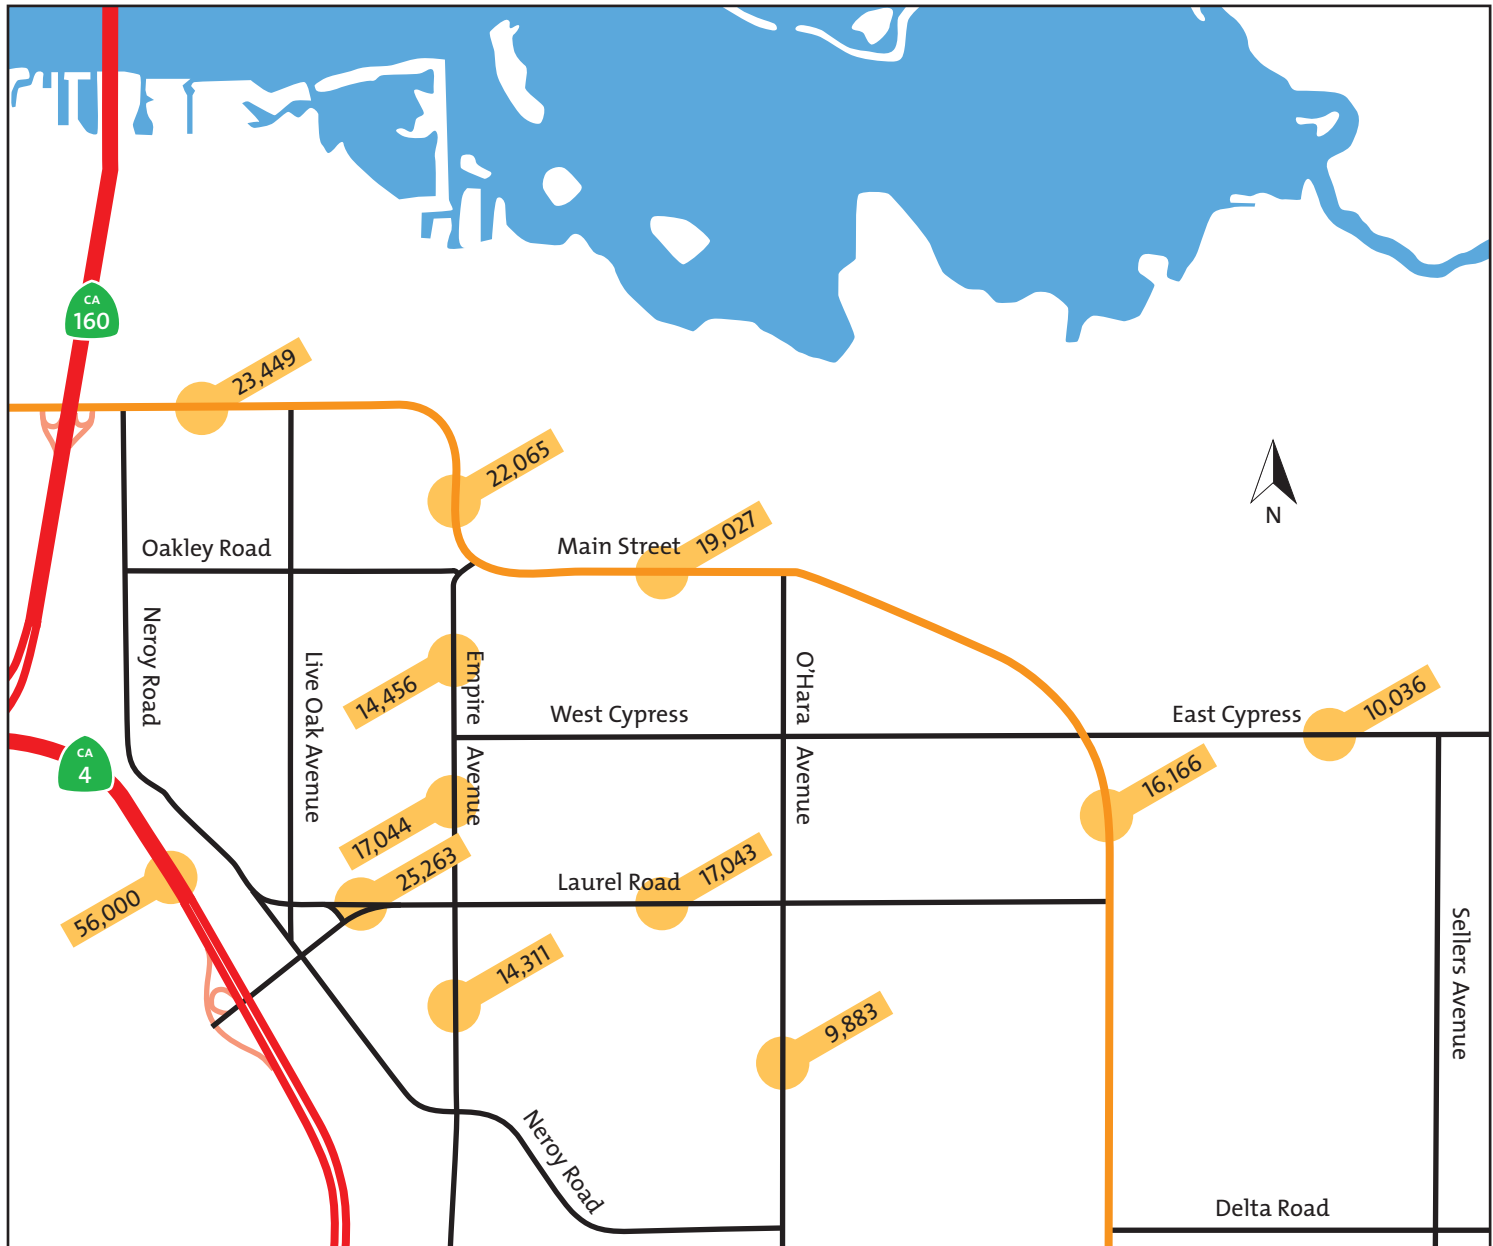 CA
160
23,449
22,065
N
19,027
Main Street
Oakley Road
Neroy Road
Live Oak Avenue
14,456
Empire
Avenue
O'Hara
Avenue
10,036
West Cypress
East Cypress
CA
4
16,166
17,044
25,263
17,043
Laurel Road
56,000
14,311
9,883
Sellers Avenue
Neroy Road
Delta Road